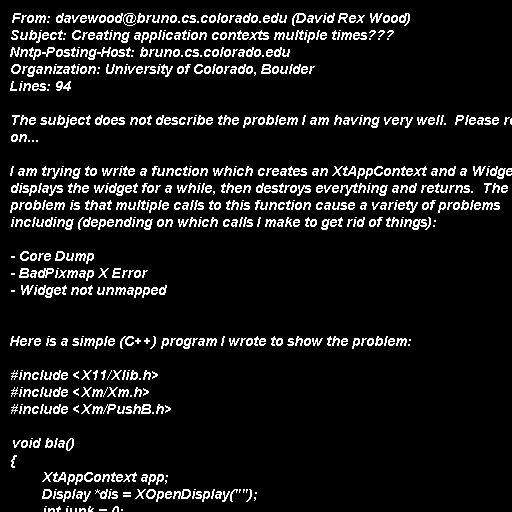 From: davewood@bruno.cs.colorado.edu (David Rex Wood)
Subject: Creating application contexts multiple times???
Nntp-Posting-Host: bruno.cs.colorado.edu
Organization: University of Colorado, Boulder
Lines: 94

The subject does not describe the problem I am having very well.  Please
on...

I am trying to write a function which creates an XtAppContext and a
displays the widget for a while, then destroys everything and returns.  The
problem is that multiple calls to this function cause a variety of problems
including (depending on which calls I make to get rid of things):

- Core Dump
- BadPixmap X Error
- Widget not unmapped


Here is a simple (C++) program I wrote to show the problem:

#include <X11/Xlib.h>
#include <Xm/Xm.h>
#include <Xm/PushB.h>

void bla()
{
        XtAppContext app;
        Display *dis = XOpenDisplay("");
        int junk = 0;